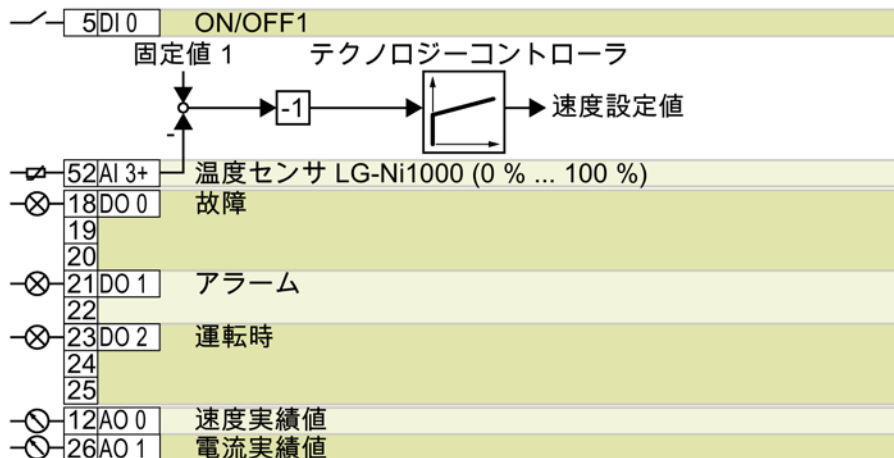 5 DI 0 ON/OFF1
固定値 1 テクノロジーコントローラ
-1 速度設定値
-
52 AI 3+ 温度センサ LG-Ni1000 (0 % ... 100 %)
18 DO 0 故障
19
20
21 DO 1 アラーム
22
23 DO 2 運転時
24
25
12 AO 0 速度実績値
26 AO 1 電流実績値